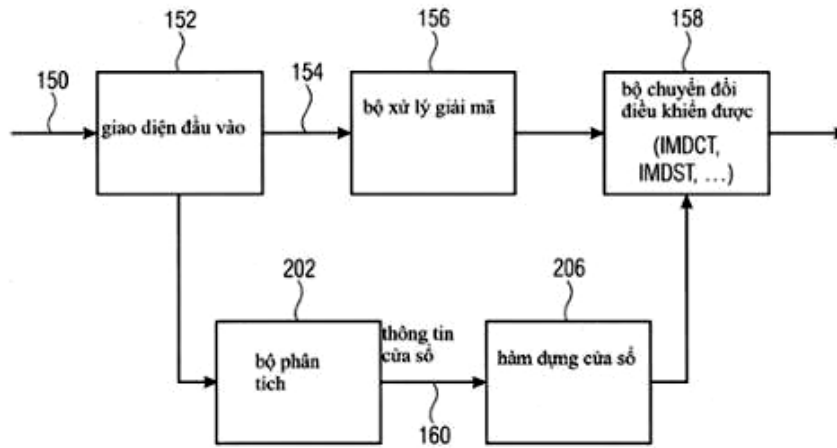 152
156
158
150
154
giao diện đầu vào
bộ xử lý giải mã
bộ chuyển đổi
điều khiển được
(IMDCT,
IMDST, ...)
202
206
thông tin
cửa sổ
bộ phân
tích
hàm dựng cửa sổ
160